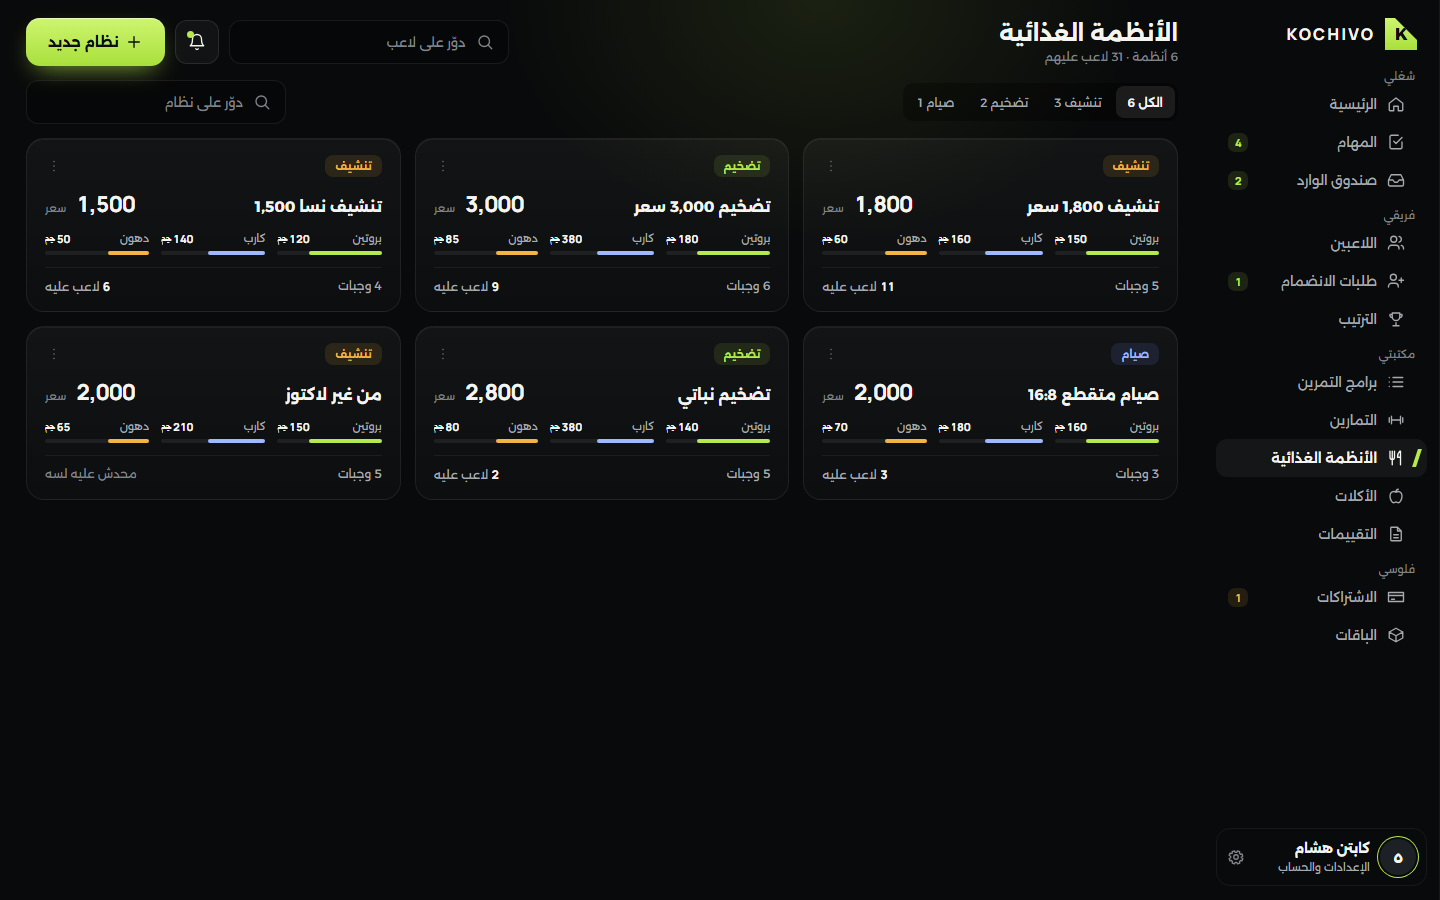 KOCHIVO
شغلي
الرئيسية
المهام 4
صندوق الوارد 2
فريقي
اللاعبين
طلبات الانضمام 1
الترتيب
مكتبتي
برامج التمرين
التمارين
الأنظمة الغذائية
الأكلات
التقييمات
فلوسي
الاشتراكات 1
الباقات
ه
كابتن هشام
الإعدادات والحساب
الأنظمة الغذائية
6 أنظمة · 31 لاعب عليهم
دوّر على لاعب
+ نظام جديد
الكل 6 تنشيف 3 تضخيم 2 صيام 1
دوّر على نظام
تنشيف
تنشيف 1,800 سعر 1,800 سعر
بروتين 150 جم كارب 160 جم دهون 60 جم
5 وجبات 11 لاعب عليه
تضخيم
تضخيم 3,000 سعر 3,000 سعر
بروتين 180 جم كارب 380 جم دهون 85 جم
6 وجبات 9 لاعب عليه
تنشيف
تنشيف نسا 1,500 1,500 سعر
بروتين 120 جم كارب 140 جم دهون 50 جم
4 وجبات 6 لاعب عليه
صيام
صيام متقطع 16:8 2,000 سعر
بروتين 160 جم كارب 180 جم دهون 70 جم
3 وجبات 3 لاعب عليه
تضخيم
تضخيم نباتي 2,800 سعر
بروتين 140 جم كارب 380 جم دهون 80 جم
5 وجبات 2 لاعب عليه
تنشيف
من غير لاكتوز 2,000 سعر
بروتين 150 جم كارب 210 جم دهون 65 جم
5 وجبات محدش عليه لسه